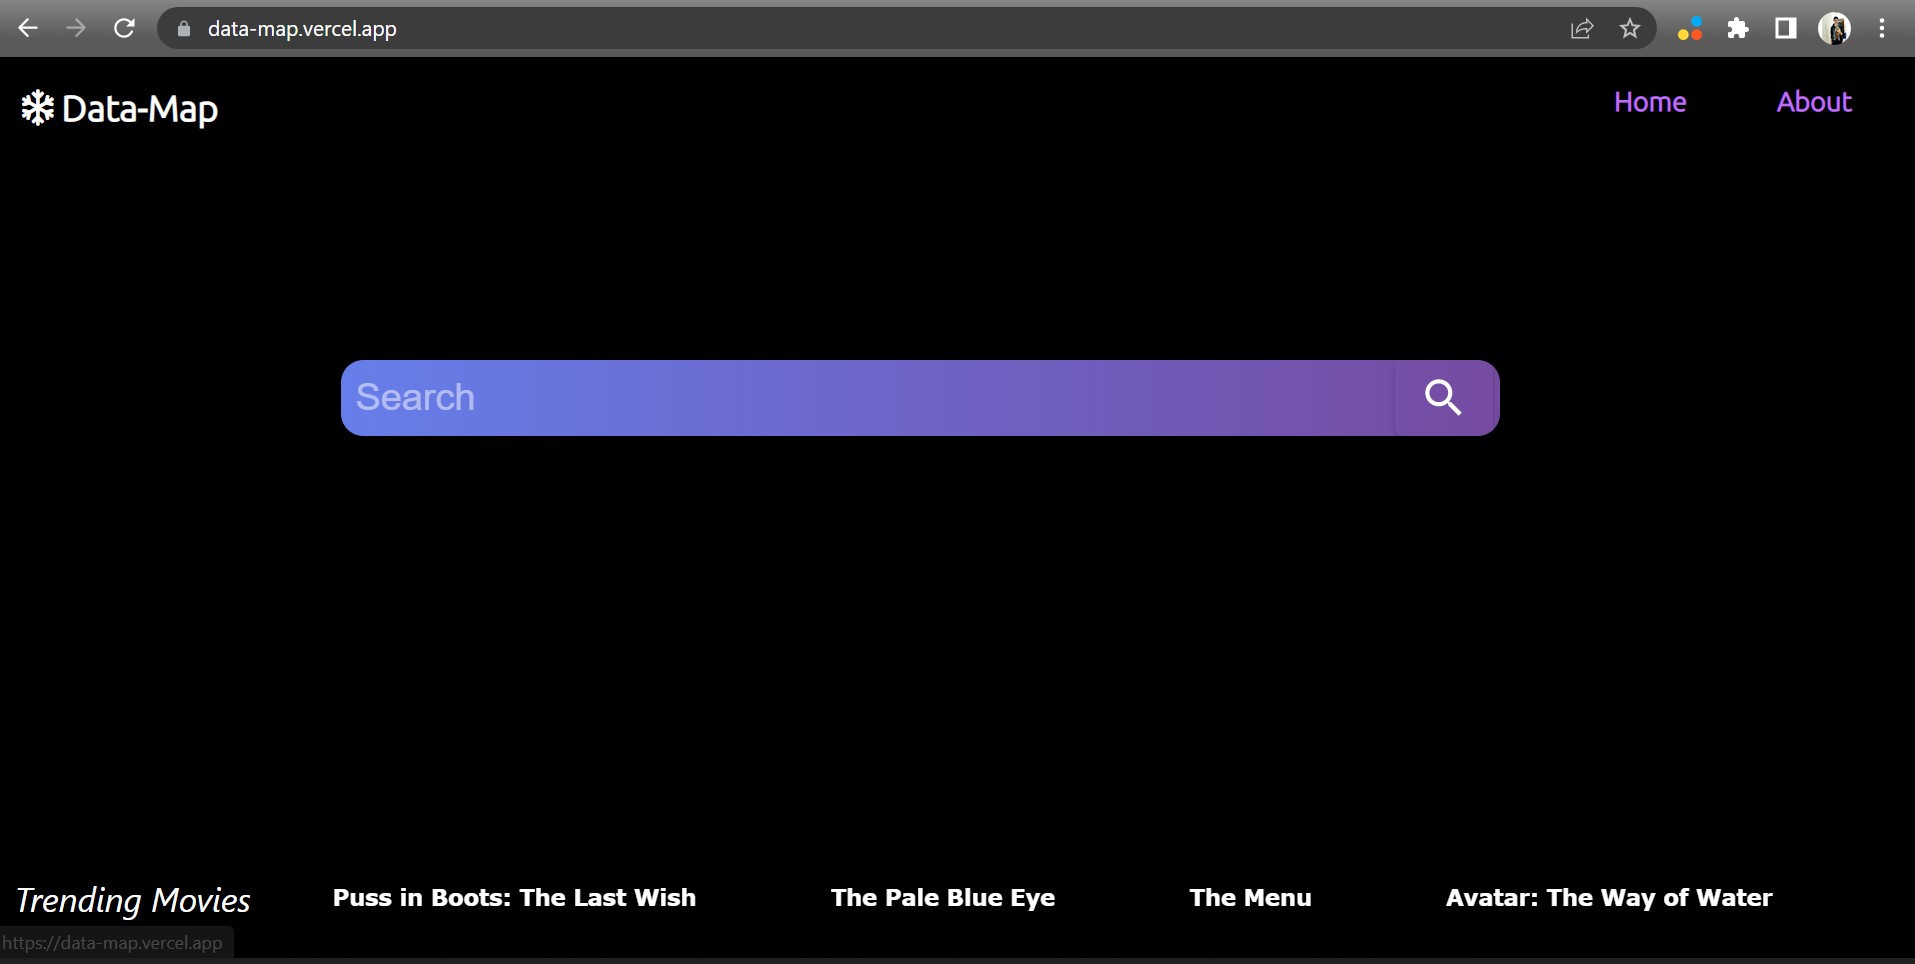 data-map.vercel.app
Data-Map
Home About
Search
Trending Movies Puss in Boots: The Last Wish The Pale Blue Eye The Menu Avatar: The Way of Water
https://data-map.vercel.app